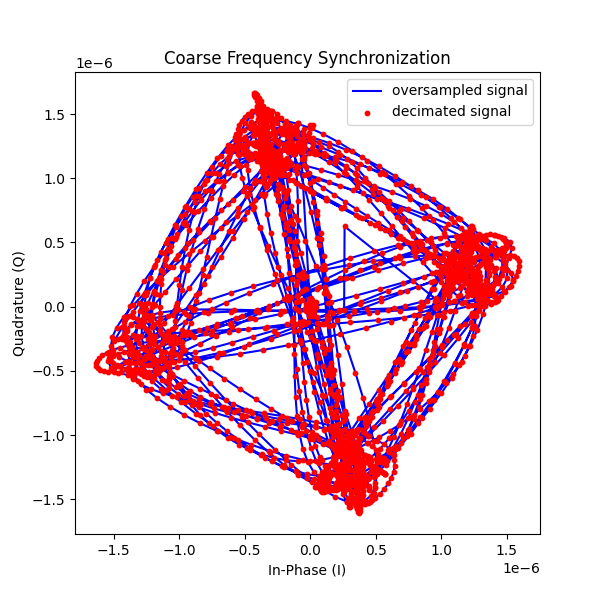 Coarse Frequency Synchronization
1e−6
oversampled signal
decimated signal
1.5
1.0
0.5
0.0
−0.5
−1.0
−1.5
Quadrature (Q)
−1.5 −1.0 −0.5 0.0 0.5 1.0 1.5
1e−6
In-Phase (I)